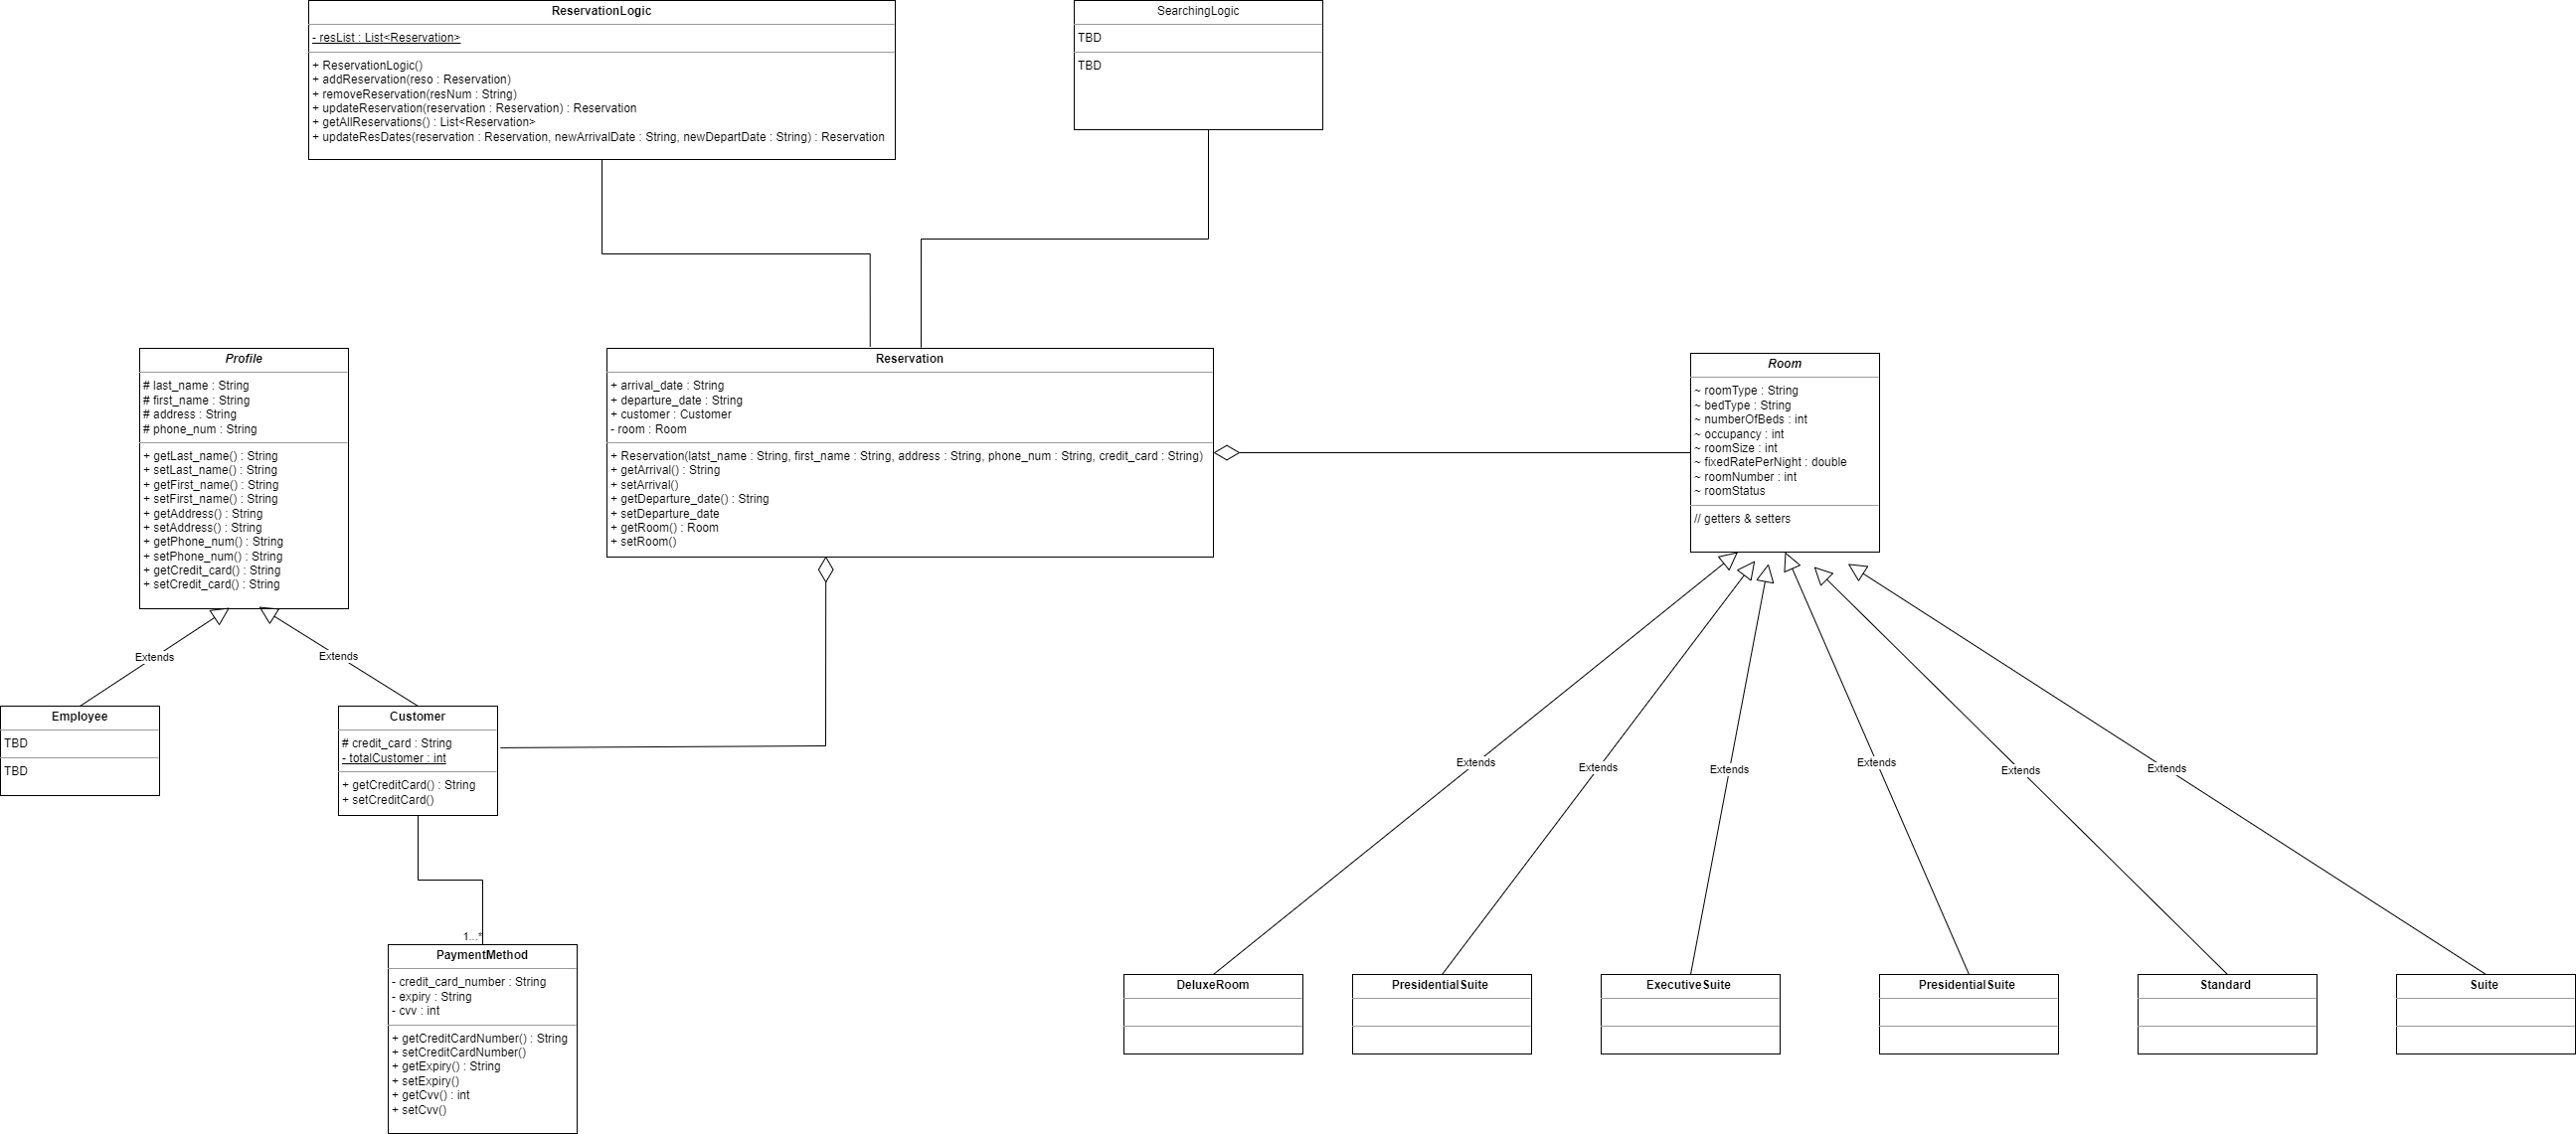 ReservationLogic
- resList : List<Reservation>
+ ReservationLogic()
+ addReservation(reso : Reservation)
+ removeReservation(resNum : String)
+ updateReservation(reservation : Reservation) : Reservation
+ getAllReservations() : List<Reservation>
+ updateResDates(reservation : Reservation, newArrivalDate : String, newDepartDate : String) : Reservation
SearchingLogic
TBD
TBD
Profile
# last_name : String
# first_name : String
# address : String
# phone_num : String
+ getLast_name() : String
+ setLast_name() : String
+ getFirst_name() : String
+ setFirst_name() : String
+ getAddress() : String
+ setAddress() : String
+ getPhone_num() : String
+ setPhone_num() : String
+ getCredit_card() : String
+ setCredit_card() : String
Reservation
+ arrival_date : String
+ departure_date : String
+ customer : Customer
- room : Room
+ Reservation(latst_name : String, first_name : String, address : String, phone_num : String, credit_card : String)
+ getArrival() : String
+ setArrival()
+ getDeparture_date() : String
+ setDeparture_date
+ getRoom() : Room
+ setRoom()
Room
~ roomType : String
~ bedType : String
~ numberOfBeds : int
~ occupancy : int
~ roomSize : int
~ fixedRatePerNight : double
~ roomNumber : int
~ roomStatus
// getters & setters
Extends
Extends
Employee
TBD
TBD
Customer
# credit_card : String
- totalCustomer : int
+ getCreditCard() : String
+ setCreditCard()
Extends
Extends
Extends
Extends
Extends
Extends
1...*
PaymentMethod
- credit_card_number : String
- expiry : String
- cvv : int
+ getCreditCardNumber() : String
+ setCreditCardNumber()
+ getExpiry() : String
+ setExpiry()
+ getCvv() : int
+ setCvv()
DeluxeRoom
PresidentialSuite
ExecutiveSuite
PresidentialSuite
Standard
Suite